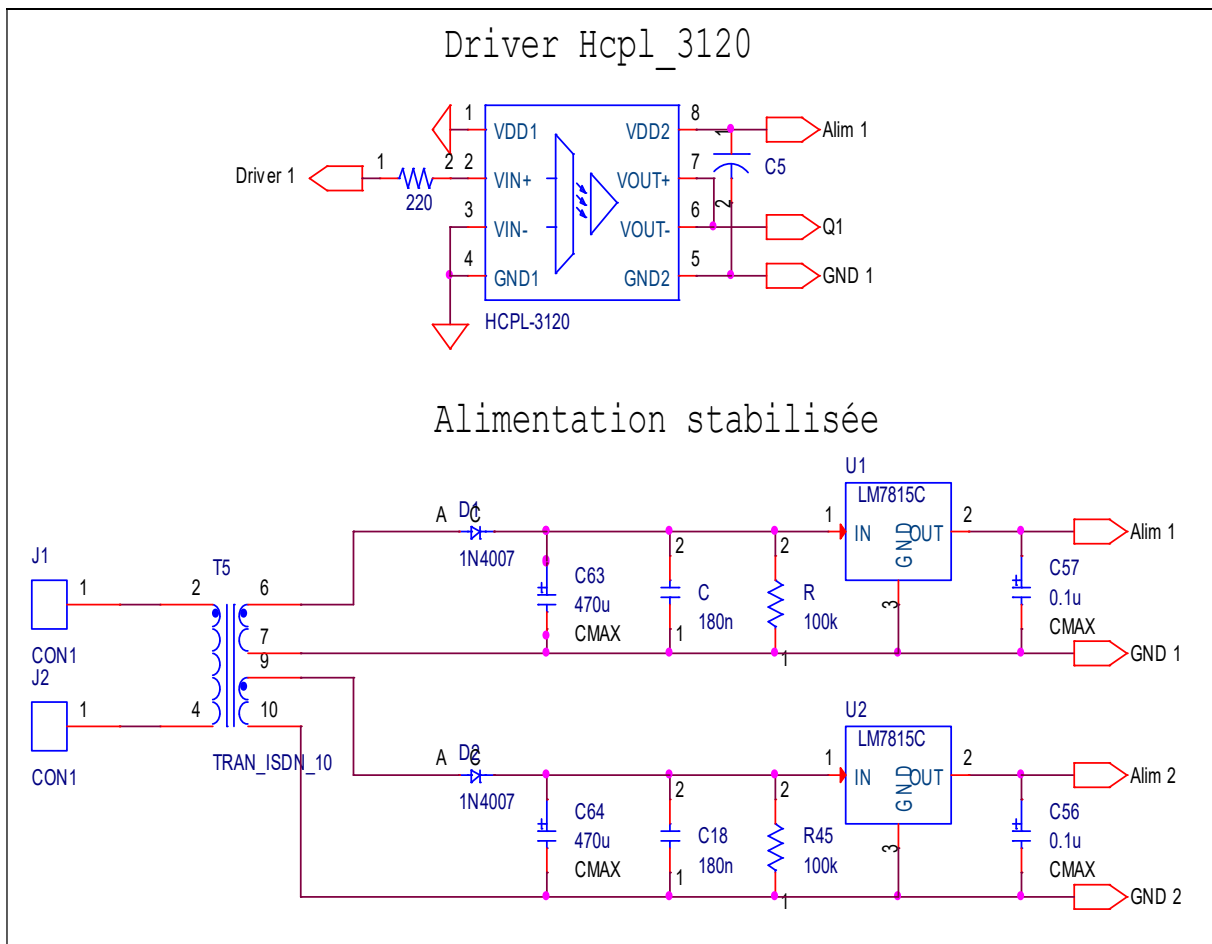 Driver Hcpl_3120
1 VDD1 VDD2 8 Alim 1
Driver 1 1 2 2 VIN+ VOUT+ 7 1 C5
220
3 VIN- VOUT- 6 2 Q1
4 GND1 GND2 5 GND 1
HCPL-3120
Alimentation stabilisée
U1
LM7815C
A C D1 1 IN GND OUT 2 Alim 1
1N4007
J1
1 2 T5 6
C63 2 2 3 C57
470u C R 0.1u
CMAX 180n 100k CMAX
1 1
CON1 7 GND 1
J2 9
1 4 10
U2
LM7815C
TRAN_ISDN_10
CON1
A C D2 1 IN GND OUT 2 Alim 2
1N4007
C64 2 2 3 C56
470u C18 R45 0.1u
CMAX 180n 100k CMAX
1 1
GND 2